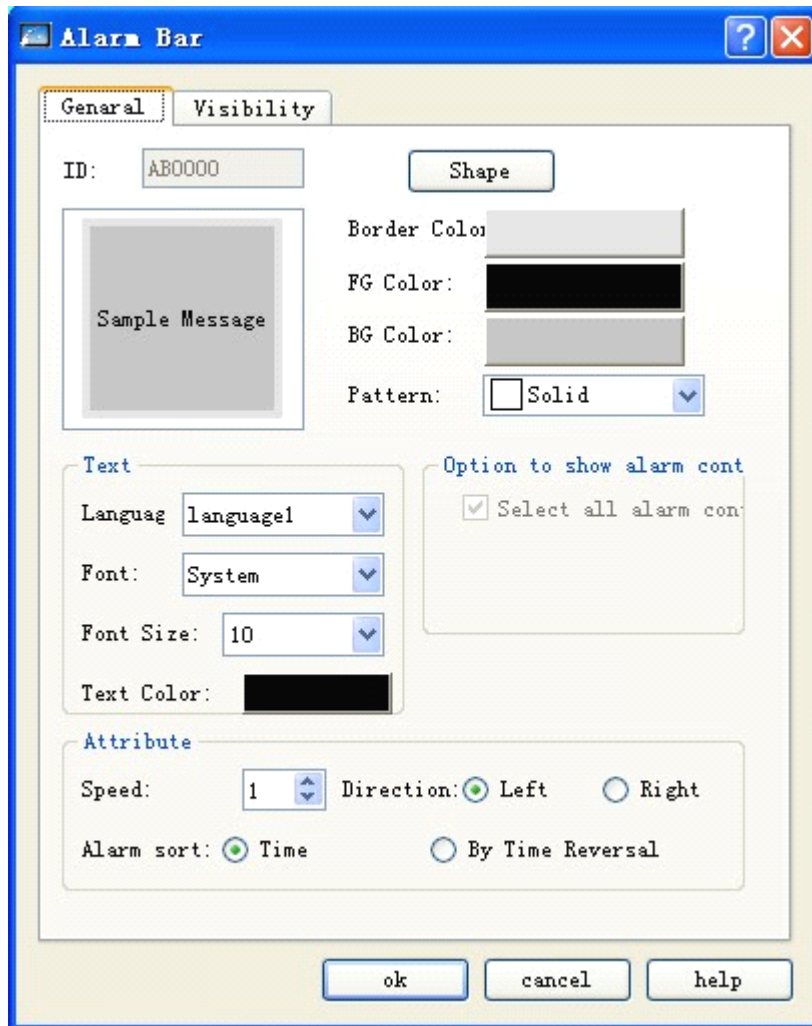 Alarm Bar
Genaral Visibility
ID: AB0000 Shape
Sample Message
Border Color
FG Color:
BG Color:
Pattern: Solid
Text
Languag language1
Font: System
Font Size: 10
Text Color:
Option to show alarm cont
Select all alarm con
Attribute
Speed: 1 Direction: Left Right
Alarm sort: Time By Time Reversal
ok cancel help